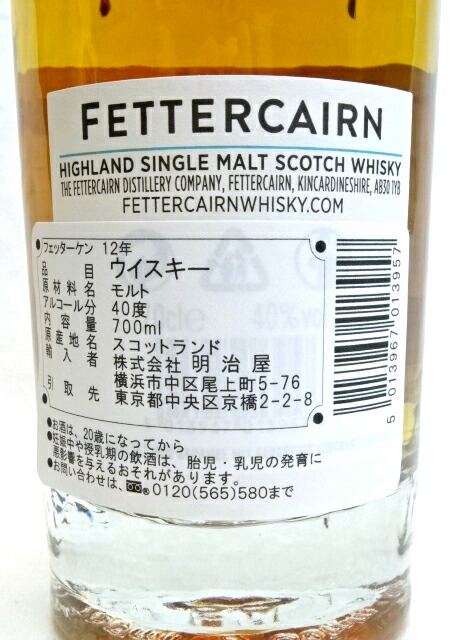 FETTERCAIRN
HIGHLAND SINGLE MALT SCOTCH WHISKY
THE FETTERCAIRN DISTILLERY COMPANY, FETTERCAIRN, KINCARDINESHIRE, AB30 1YB
FETTERCAIRNWHISKY.COM
フェッターケン 12年
品目 ウイスキー
原材料名 モルト
アルコール分 40度
内容量 700ml
原産地名 スコットランド
輸入者 株式会社 明治屋
横浜市中区尾上町5-76
引取先 東京都中央区京橋2-2-8
●お酒は、20歳になってから
●妊娠中や授乳期の飲酒は、胎児・乳児の発育に
悪影響を与えるおそれがあります。
●お問い合わせは、0120(565)580まで
5 013967 013957
40%vo